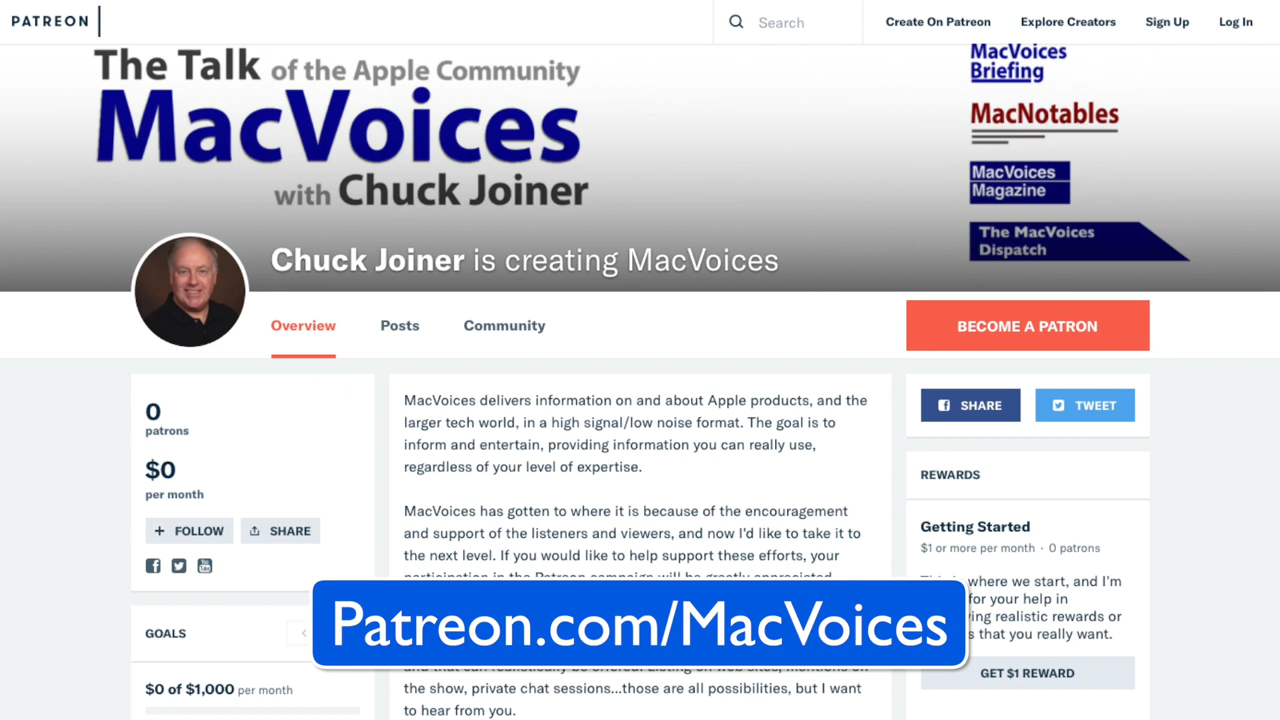 PATREON
Search
Create On Patreon
Explore Creators
Sign Up
Log In
The Talk of the Apple Community
MacVoices
with Chuck Joiner
MacVoices
Briefing
MacNotables
MacVoices
Magazine
The MacVoices
Dispatch
Chuck Joiner is creating MacVoices
Overview
Posts
Community
BECOME A PATRON
0
patrons
$0
per month
+ FOLLOW
SHARE
GOALS
$0 of $1,000 per month
MacVoices delivers information on and about Apple products, and the
larger tech world, in a high signal/low noise format. The goal is to
inform and entertain, providing information you can really use,
regardless of your level of expertise.
MacVoices has gotten to where it is because of the encouragement
and support of the listeners and viewers, and now I'd like to take it to
the next level. If you would like to help support these efforts, your
participation in the Patreon campaign will be greatly appreciated
the show, private chat sessions...those are all possibilities, but I want
to hear from you.
SHARE
TWEET
REWARDS
Getting Started
$1 or more per month · 0 patrons
where we start, and I'm
for your help in
realistic rewards or
that you really want.
GET $1 REWARD
Patreon.com/MacVoices